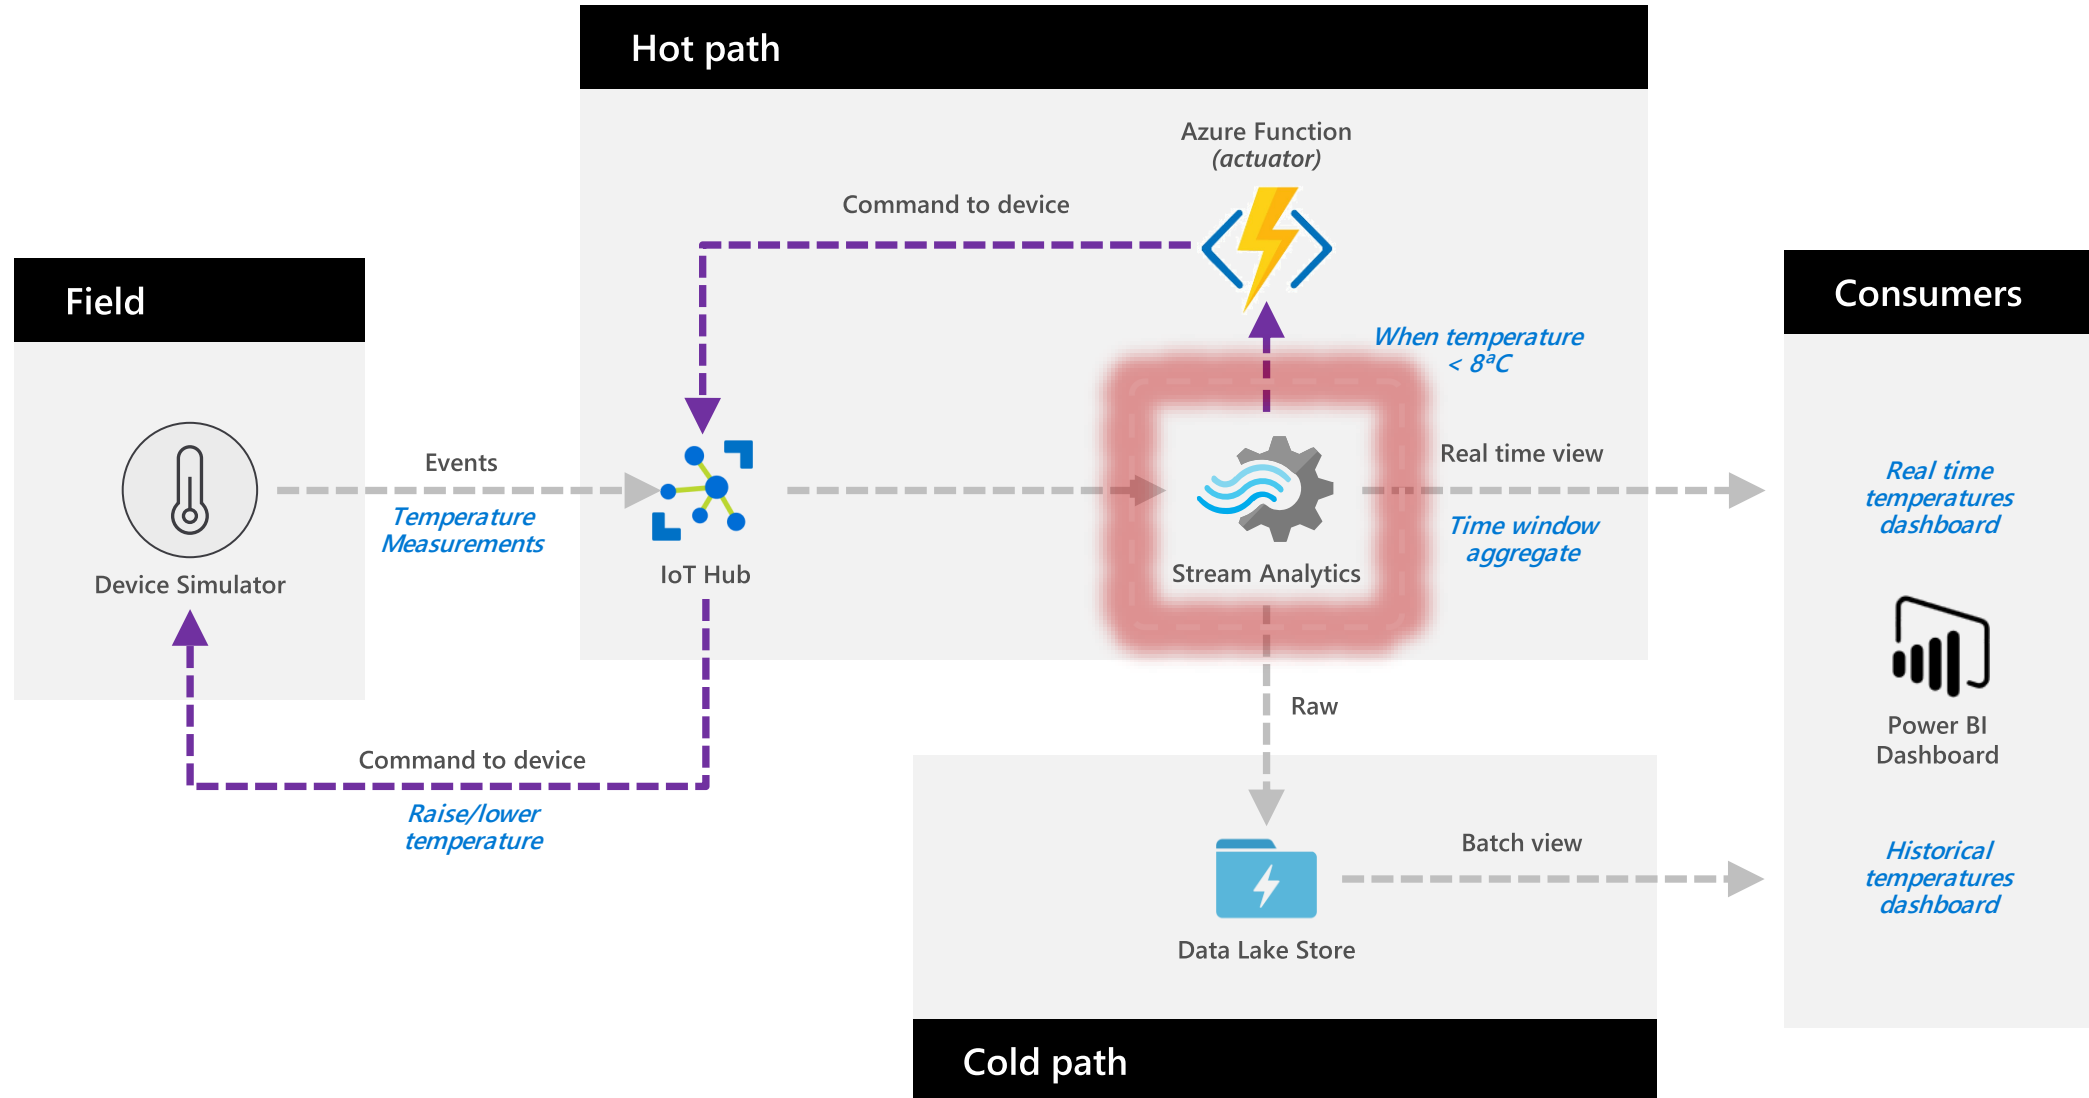 Hot path
Azure Function
(actuator)
Command to device
When temperature
< 8ªC
Field
Consumers
Events
Temperature
Measurements
Device Simulator
IoT Hub
Stream Analytics
Real time view
Time window
aggregate
Real time
temperatures
dashboard
Raw
Power BI
Dashboard
Command to device
Raise/lower
temperature
Batch view
Historical
temperatures
dashboard
Data Lake Store
Cold path